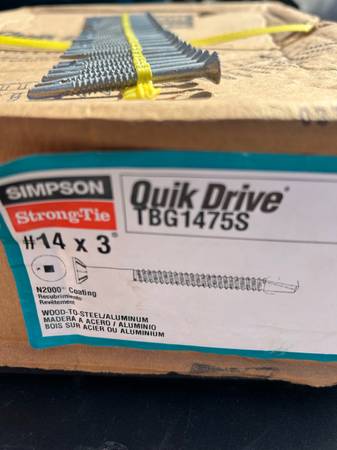 SIMPSON
Strong-Tie
Quik Drive®
TBG1475S
#14 x 3"
N2000® Coating
Recubrimiento
Revêtement
WOOD-TO-STEEL/ALUMINUM
MADERA A ACERO / ALUMINIO
BOIS SUR ACIER OU ALUMINIUM